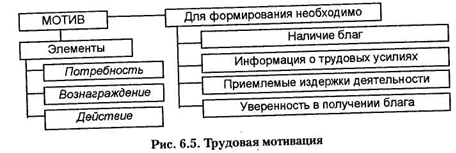 МОТИВ
Для формирования необходимо
Элементы
Потребность
Вознаграждение
Действие
Наличие благ
Информация о трудовых усилиях
Приемлемые издержки деятельности
Уверенность в получении блага
Рис. 6.5. Трудовая мотивация